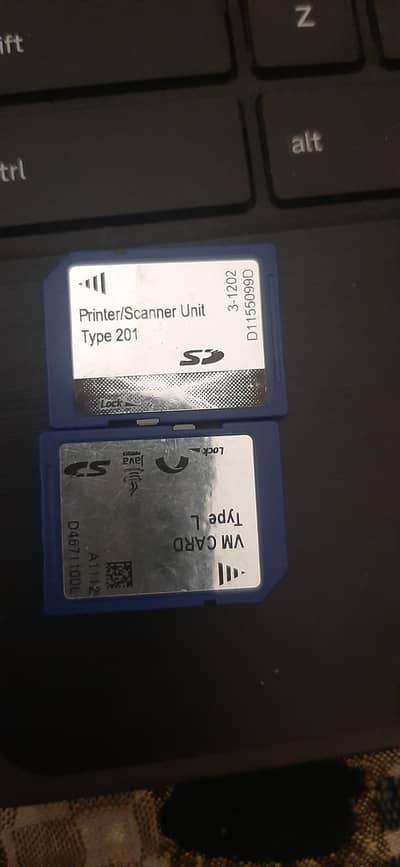 ift
Z
trl
alt
Printer/Scanner Unit
Type 201
3-1202
D1155099D
SD
Lock
VM CARD
Type L
Lock
Java
SD
A1112